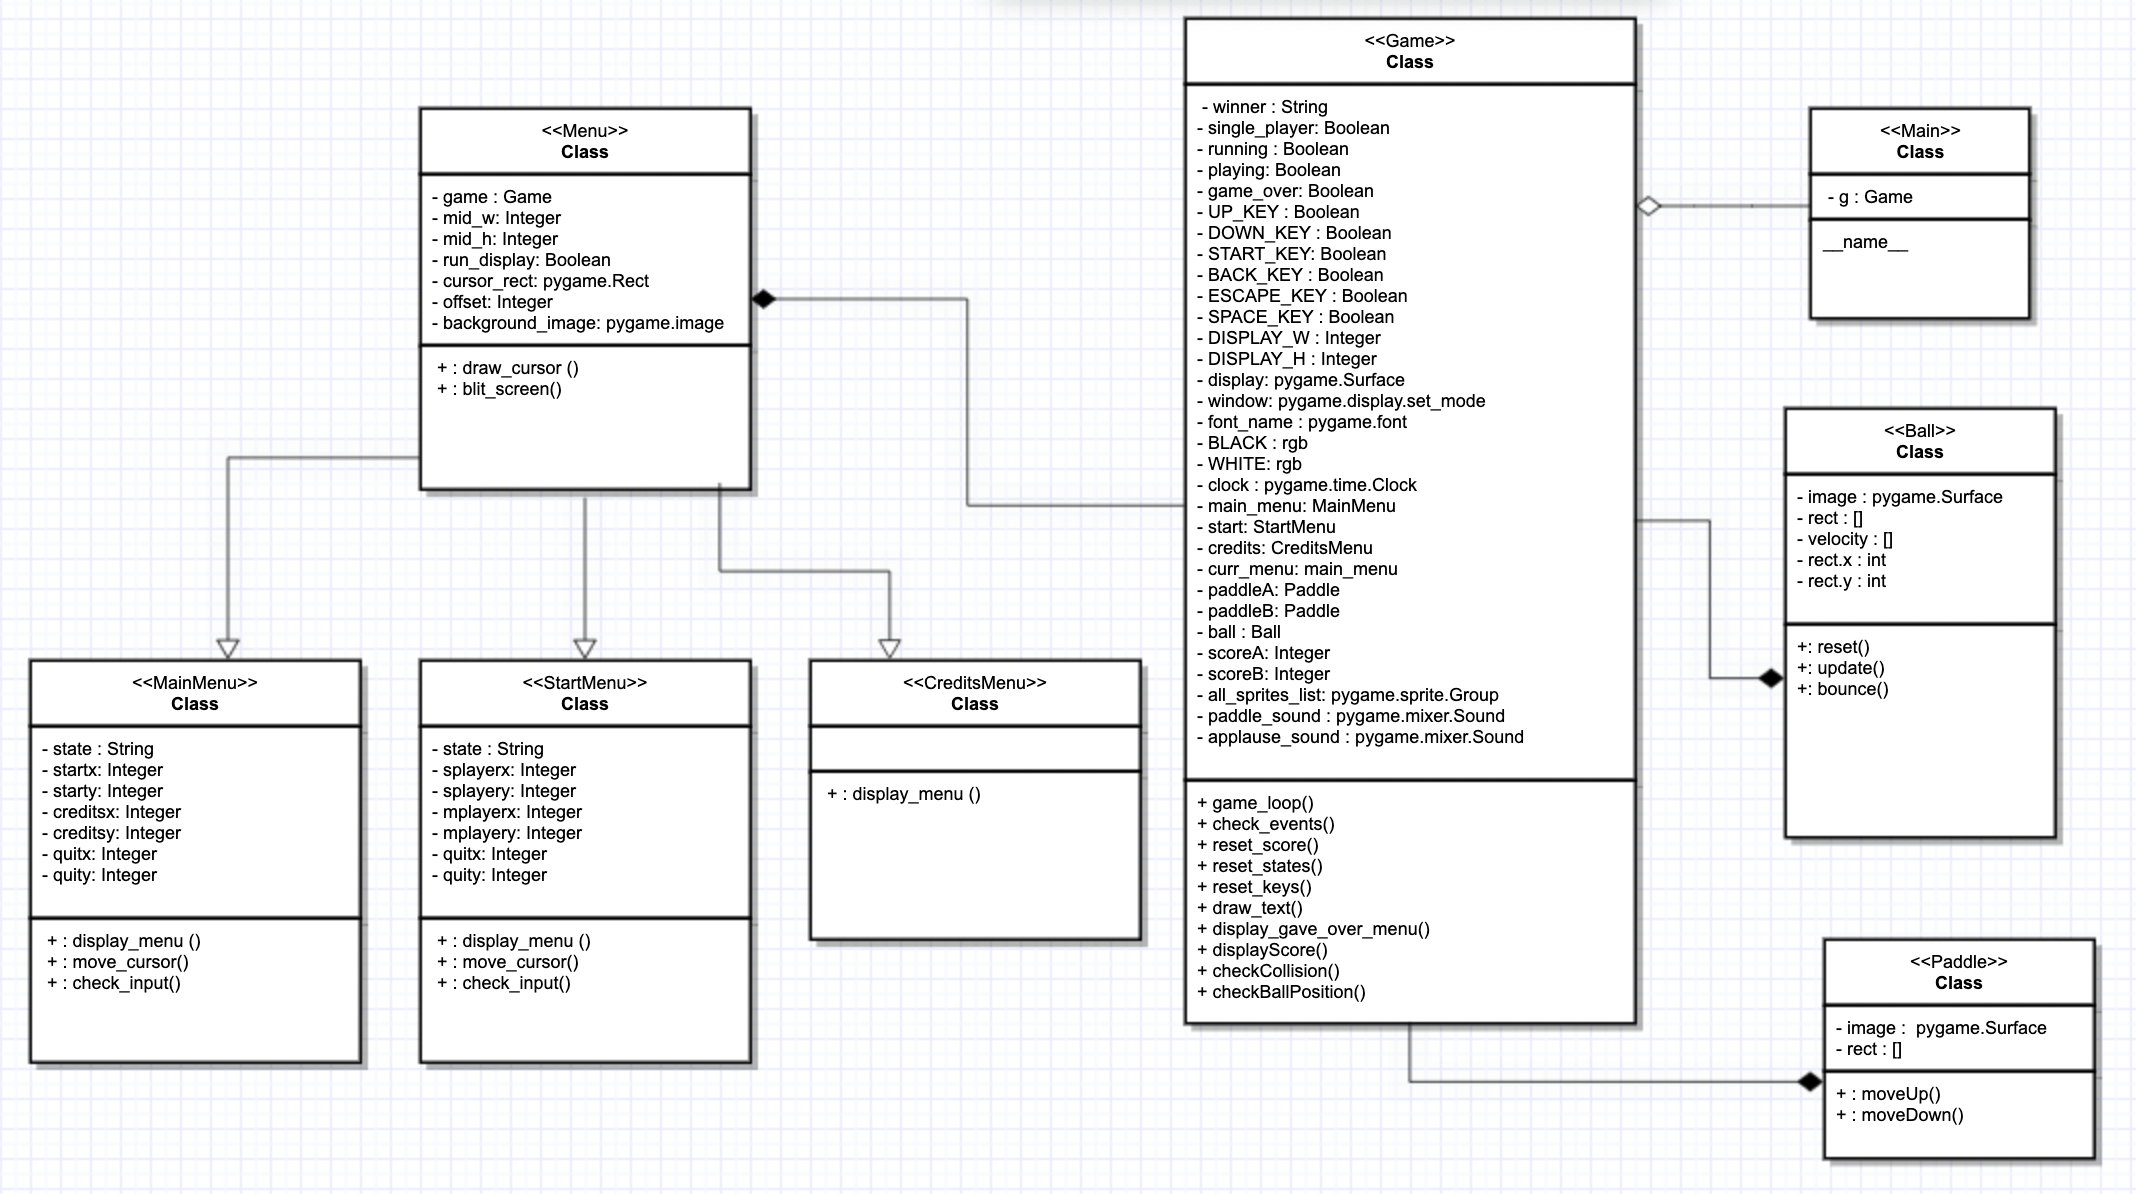 <<Menu>>
Class
- game : Game
- mid_w: Integer
- mid_h: Integer
- run_display: Boolean
- cursor_rect: pygame.Rect
- offset: Integer
- background_image: pygame.image
+ : draw_cursor ()
+ : blit_screen()
<<MainMenu>>
Class
- state : String
- startx: Integer
- starty: Integer
- creditsx: Integer
- creditsy: Integer
- quitx: Integer
- quity: Integer
+ : display_menu ()
+ : move_cursor()
+ : check_input()
<<StartMenu>>
Class
- state : String
- splayerx: Integer
- splayery: Integer
- mplayerx: Integer
- mplayery: Integer
- quitx: Integer
- quity: Integer
+ : display_menu ()
+ : move_cursor()
+ : check_input()
<<CreditsMenu>>
Class
+ : display_menu ()
<<Game>>
Class
- winner : String
- single_player: Boolean
- running : Boolean
- playing: Boolean
- game_over: Boolean
- UP_KEY : Boolean
- DOWN_KEY : Boolean
- START_KEY: Boolean
- BACK_KEY : Boolean
- ESCAPE_KEY : Boolean
- SPACE_KEY : Boolean
- DISPLAY_W : Integer
- DISPLAY_H : Integer
- display: pygame.Surface
- window: pygame.display.set_mode
- font_name : pygame.font
- BLACK : rgb
- WHITE: rgb
- clock : pygame.time.Clock
- main_menu: MainMenu
- start: StartMenu
- credits: CreditsMenu
- curr_menu: main_menu
- paddleA: Paddle
- paddleB: Paddle
- ball : Ball
- scoreA: Integer
- scoreB: Integer
- all_sprites_list: pygame.sprite.Group
- paddle_sound : pygame.mixer.Sound
- applause_sound : pygame.mixer.Sound
+ game_loop()
+ check_events()
+ reset_score()
+ reset_states()
+ reset_keys()
+ draw_text()
+ display_gave_over_menu()
+ displayScore()
+ checkCollision()
+ checkBallPosition()
<<Main>>
Class
- g : Game
__name__
<<Ball>>
Class
- image : pygame.Surface
- rect : []
- velocity : []
- rect.x : int
- rect.y : int
+: reset()
+: update()
+: bounce()
<<Paddle>>
Class
- image :  pygame.Surface
- rect : []
+ : moveUp()
+ : moveDown()